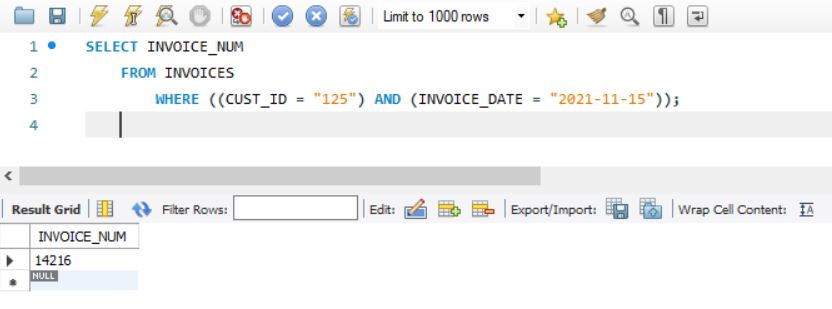 Limit to 1000 rows
1 SELECT INVOICE_NUM
2 FROM INVOICES
3 WHERE ((CUST_ID = "125") AND (INVOICE_DATE = "2021-11-15"));
4
Result Grid Filter Rows: Edit: Export/Import: Wrap Cell Content: IA
INVOICE_NUM
14216
NULL